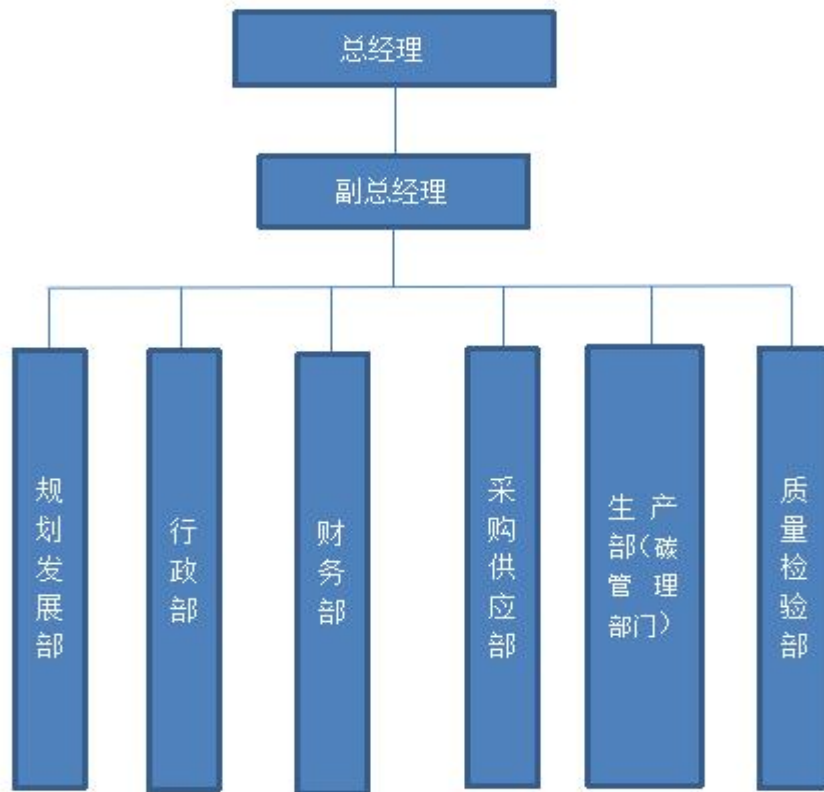 总经理
副总经理
规划发展部
行政部
财务部
采购供应部
生产
部(碳
管理
部门)
质量检验部